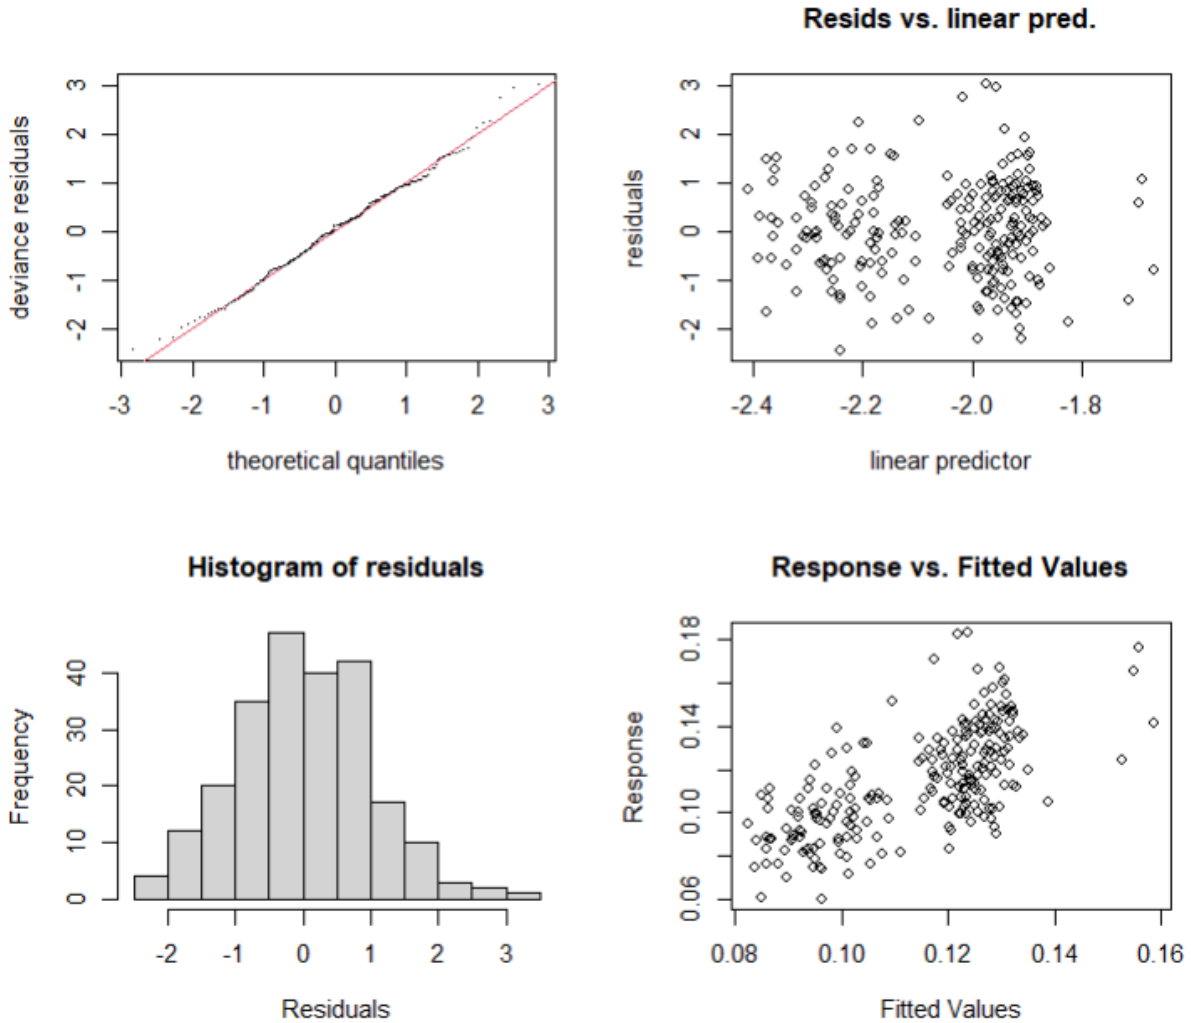 deviance residuals
3
2
1
0
-1
-2
-3 -2 -1 0 1 2 3
theoretical quantiles
Resids vs. linear pred.
residuals
3
2
1
0
-1
-2
-2.4 -2.2 -2.0 -1.8
linear predictor
Histogram of residuals
Frequency
40
30
20
10
0
-2 -1 0 1 2 3
Residuals
Response vs. Fitted Values
Response
0.18
0.14
0.10
0.06
0.08 0.10 0.12 0.14 0.16
Fitted Values